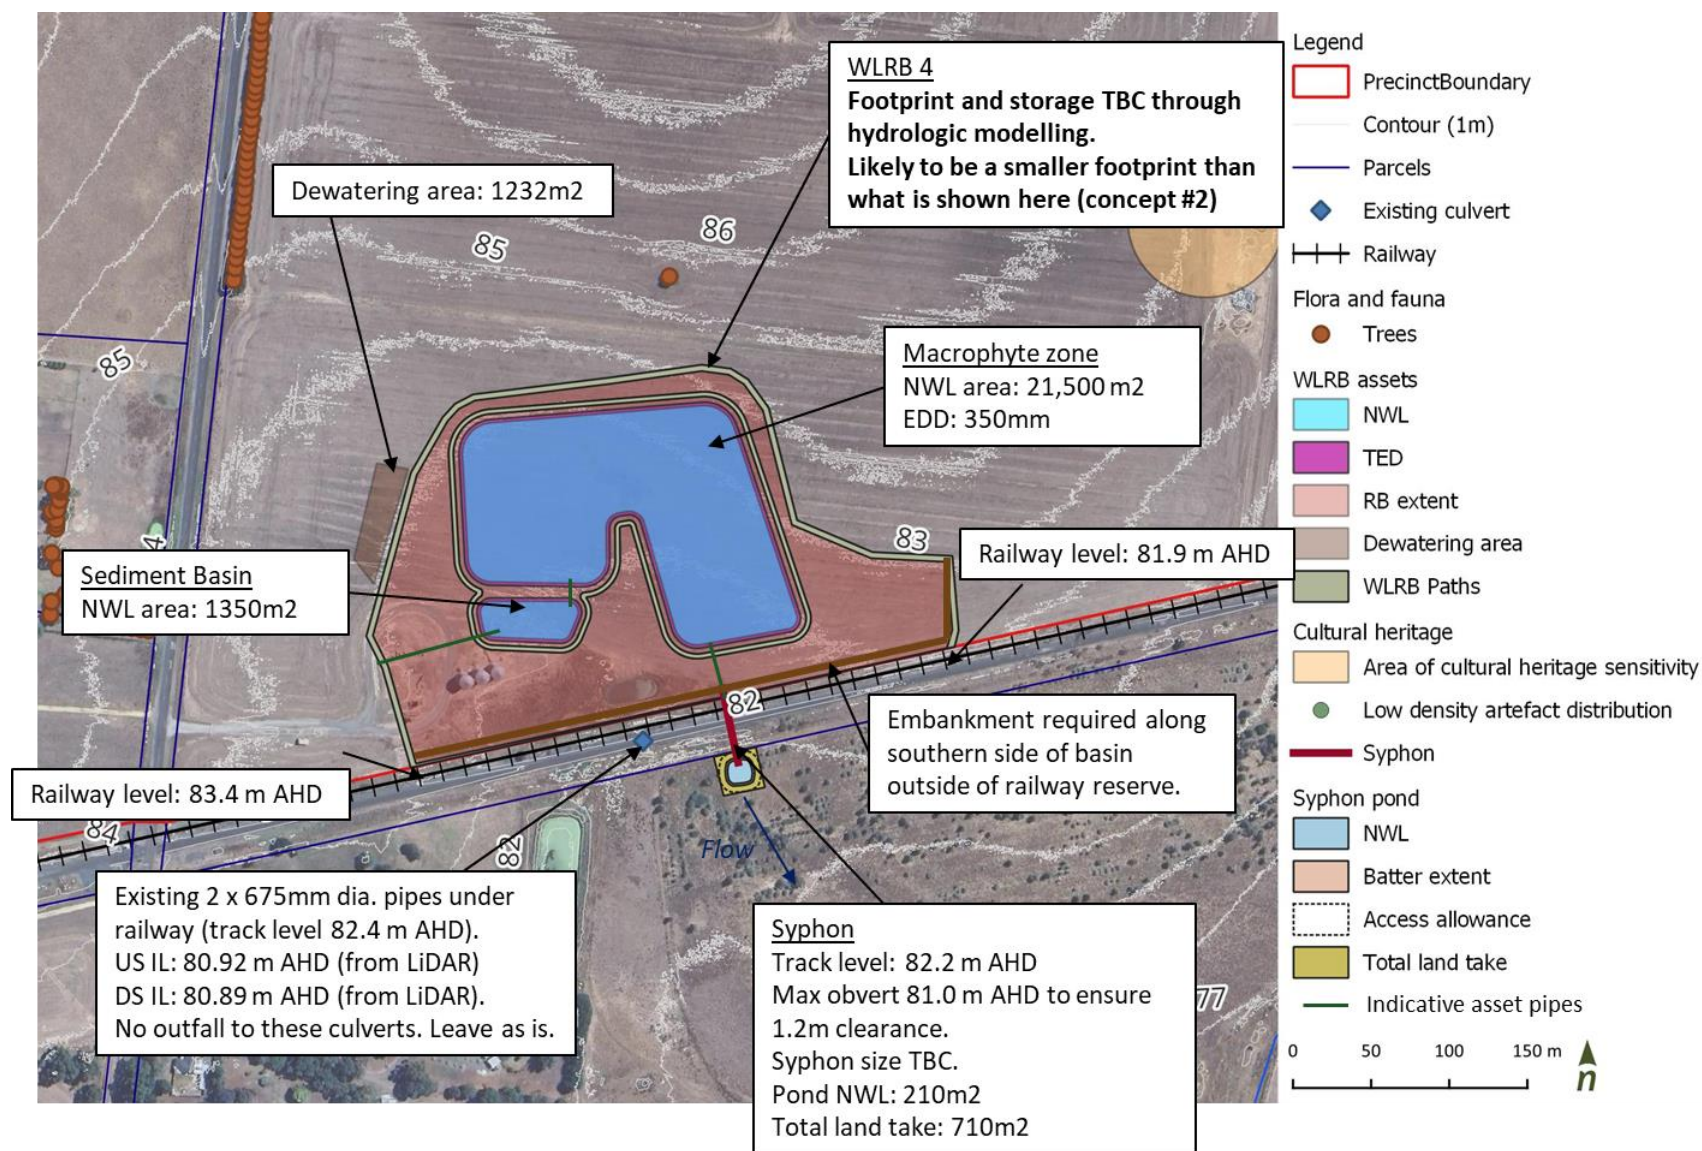 WLRB 4
Footprint and storage TBC through
hydrologic modelling.
Likely to be a smaller footprint than
what is shown here (concept #2)
Dewatering area: 1232m2
86
85
85
Macrophyte zone
NWL area: 21,500 m2
EDD: 350mm
4
83
Railway level: 81.9 m AHD
Sediment Basin
NWL area: 1350m2
82
Embankment required along
southern side of basin
outside of railway reserve.
Railway level: 83.4 m AHD
84
82
Flow
Existing 2 x 675mm dia. pipes under
railway (track level 82.4 m AHD).
US IL: 80.92 m AHD (from LiDAR)
DS IL: 80.89 m AHD (from LiDAR).
No outfall to these culverts. Leave as is.
Syphon
Track level: 82.2 m AHD
Max obvert 81.0 m AHD to ensure
1.2m clearance.
Syphon size TBC.
Pond NWL: 210m2
Total land take: 710m2
77
Legend
PrecinctBoundary
Contour (1m)
Parcels
Existing culvert
Railway
Flora and fauna
Trees
WLRB assets
NWL
TED
RB extent
Dewatering area
WLRB Paths
Cultural heritage
Area of cultural heritage sensitivity
Low density artefact distribution
Syphon
Syphon pond
NWL
Batter extent
Access allowance
Total land take
Indicative asset pipes
0 50 100 150 m
n